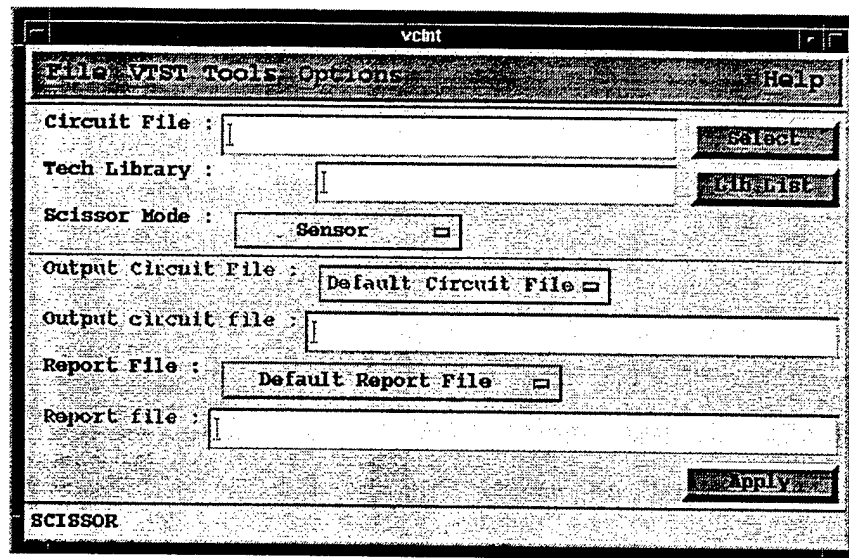 vcint
File VTST Tools Options Help
Circuit File :
Select
Tech Library :
Lib List
Scissor Mode :
Sensor
Output Circuit File :
Default Circuit File
Output circuit file :
Report File :
Default Report File
Report file :
Apply
SCISSOR